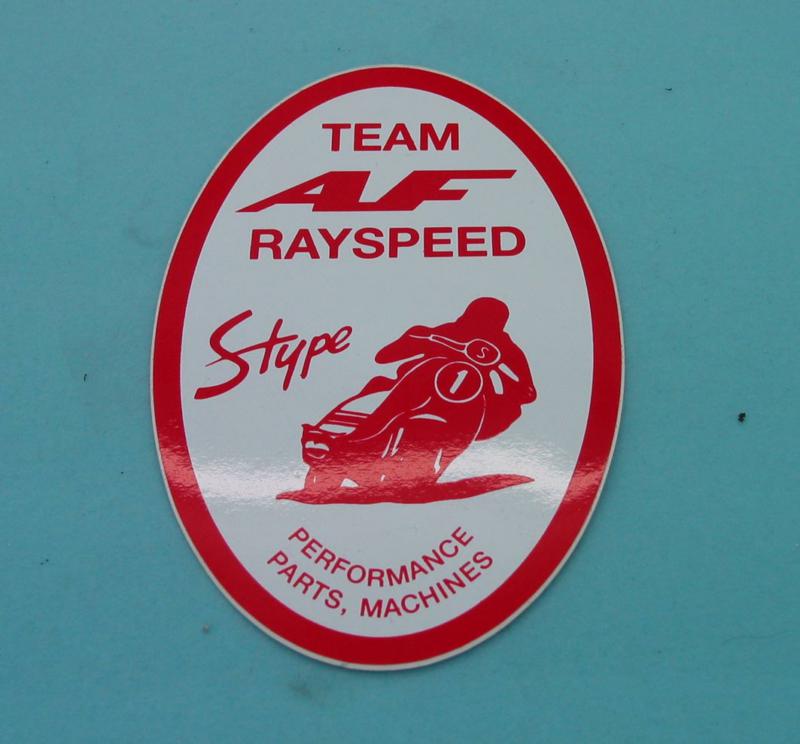 TEAM
AF
RAYSPEED
Stype
S
1
PERFORMANCE
PARTS, MACHINES